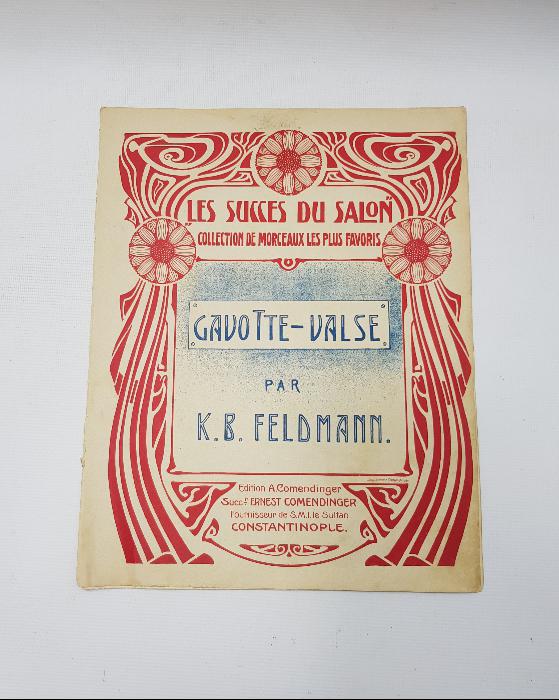 "LES SUCCES DU SALON"
COLLECTION DE MORCEAUX LES PLUS FAVORIS
GAVOTTE-VALSE
PAR
K.B. FELDMANN.
Edition A.Comendinger
Succr ERNEST COMENDINGER
Fournisseur de S.M.I. le Sultan
CONSTANTINOPLE.